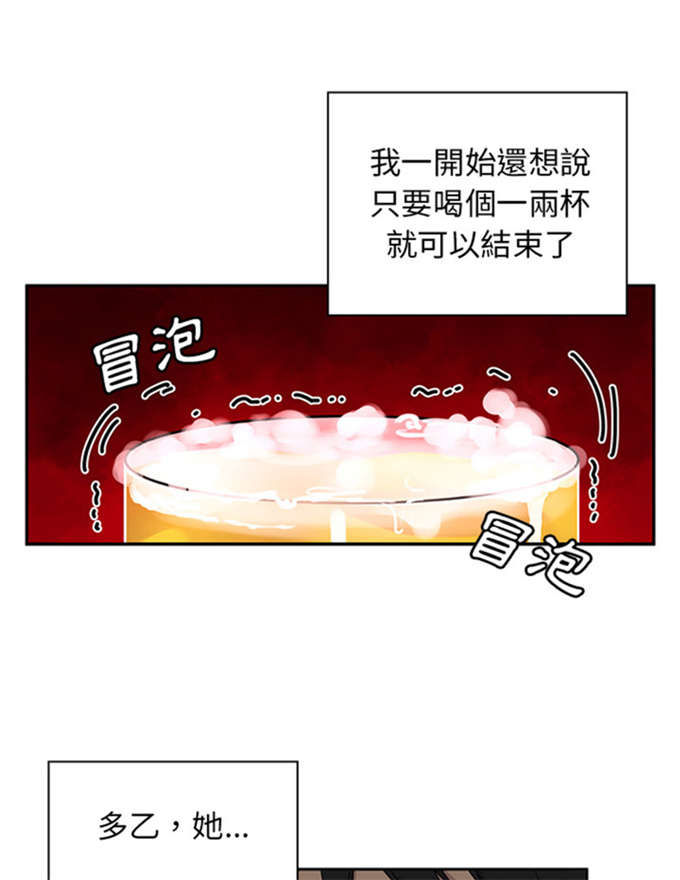 我一開始還想說
只要喝個一兩杯
就可以結束了
冒泡
冒泡
多乙，她...